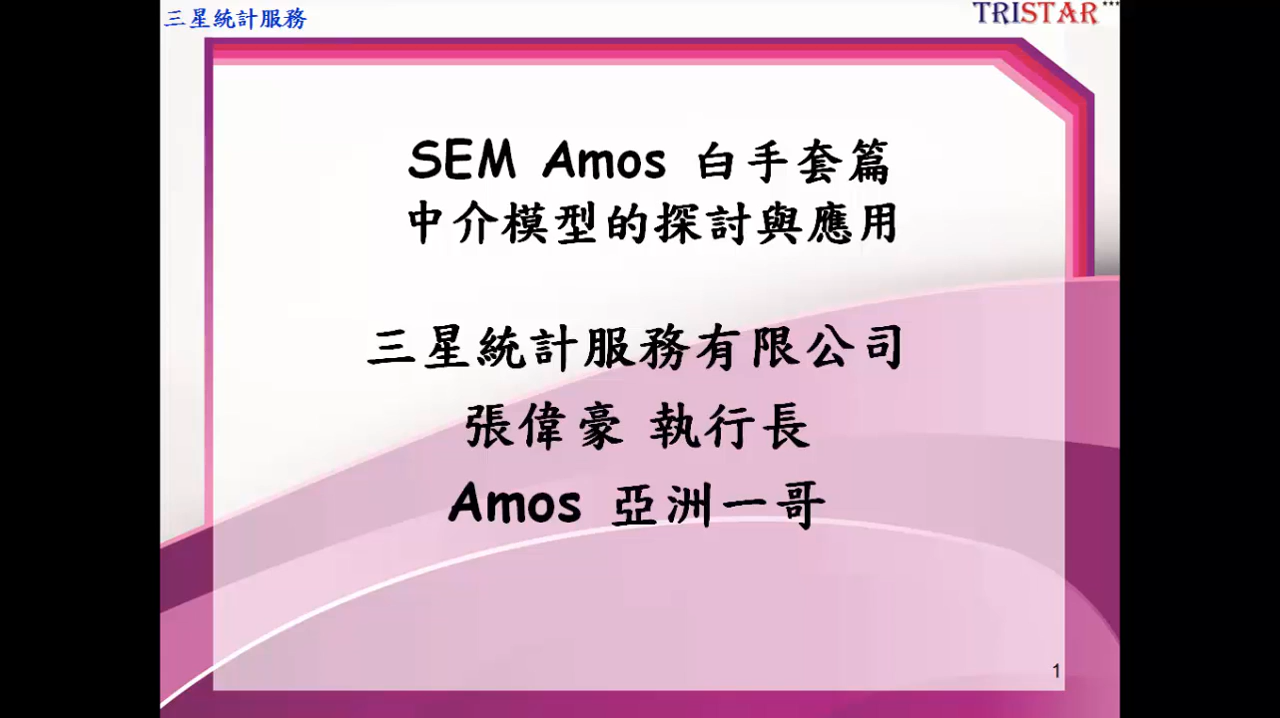 三星統計服務
TRISTAR***
SEM Amos 白手套篇
中介模型的探討與應用
三星統計服務有限公司
張偉豪 執行長
Amos 亞洲一哥
1